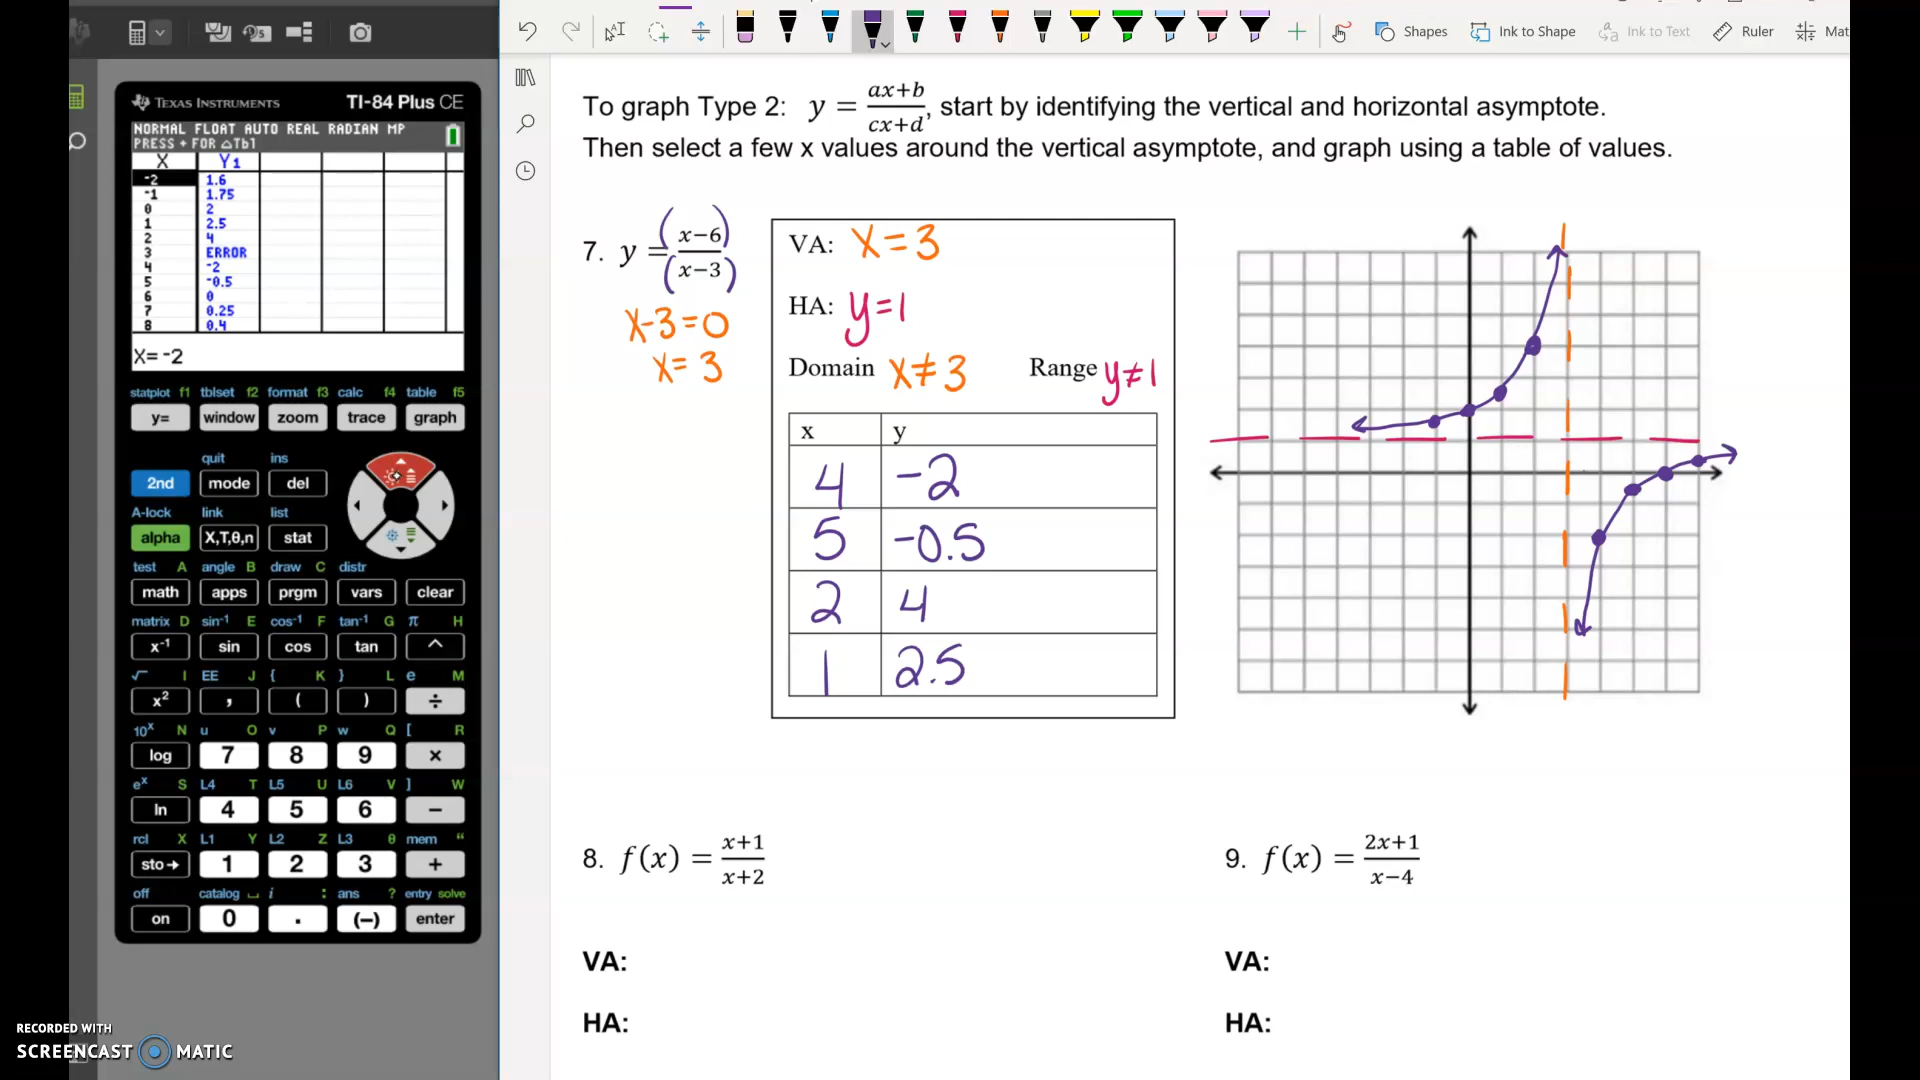 TEXAS INSTRUMENTS TI-84 Plus CE
NORMAL FLOAT AUTO REAL RADIAN MP
PRESS + FOR △Tbl
X Y1
-2 1.6
-1 1.75
0 2
1 2.5
2 4
3 ERROR
4 -2
5 -0.5
6 0
7 0.25
8 0.4
X= -2
statplot f1 tblset f2 format f3 calc f4 table f5
y= window zoom trace graph
quit ins
2nd mode del
A-lock link list
alpha X,T,θ,n stat
test A angle B draw C distr
math apps prgm vars clear
matrix D sin⁻¹ E cos⁻¹ F tan⁻¹ G π H
x⁻¹ sin cos tan ^
√ I EE J { K } L e M
x² , ( ) ÷
10ˣ N u O v P w Q [ R
log 7 8 9 ×
eˣ S L4 T L5 U L6 V ] W
ln 4 5 6 −
rcl X L1 Y L2 Z L3 θ mem "
sto→ 1 2 3 +
off catalog ␣ i : ans ? entry solve
on 0 . (−) enter
Shapes Ink to Shape Ink to Text Ruler Mat
To graph Type 2: y = (ax+b)/(cx+d), start by identifying the vertical and horizontal asymptote.
Then select a few x values around the vertical asymptote, and graph using a table of values.
7. y = (x−6)/(x−3)
x-3=0
x= 3
VA: x=3
HA: y=1
Domain x≠3 Range y≠1
x y
4 -2
5 -0.5
2 4
1 2.5
8. f(x) = x+1/x+2
9. f(x) = 2x+1/x−4
VA: VA:
HA: HA:
RECORDED WITH
SCREENCAST MATIC